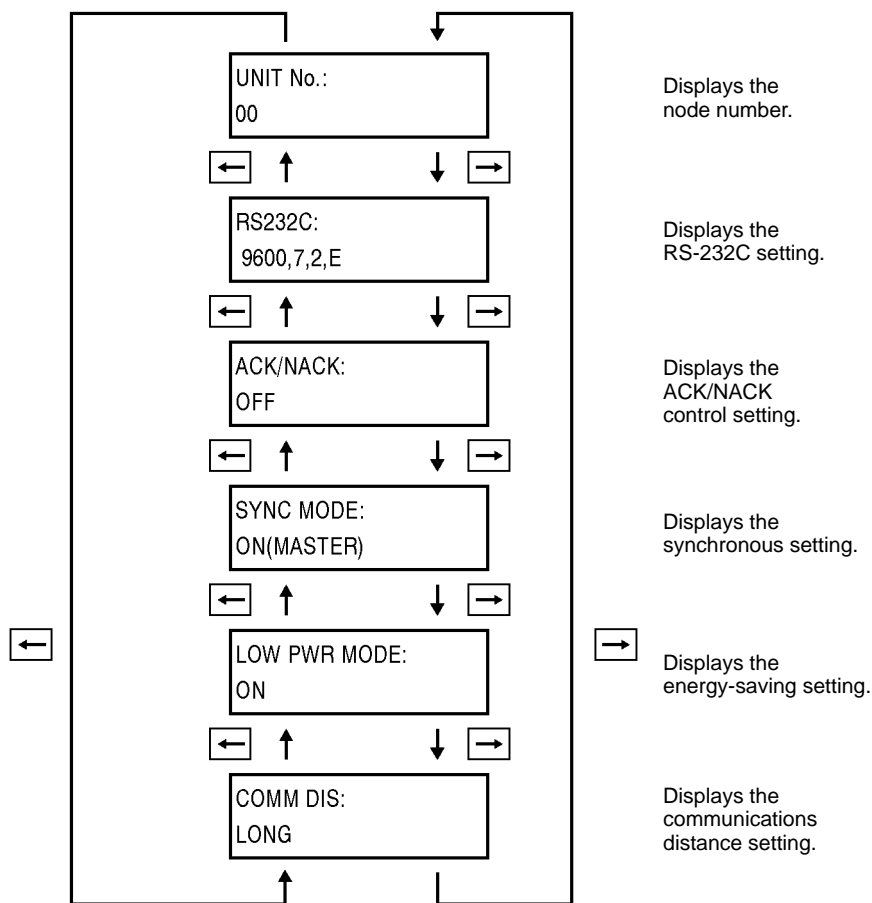 UNIT No.:
00
Displays the
node number.
RS232C:
9600,7,2,E
Displays the
RS-232C setting.
ACK/NACK:
OFF
Displays the
ACK/NACK
control setting.
SYNC MODE:
ON(MASTER)
Displays the
synchronous setting.
LOW PWR MODE:
ON
Displays the
energy-saving setting.
COMM DIS:
LONG
Displays the
communications
distance setting.